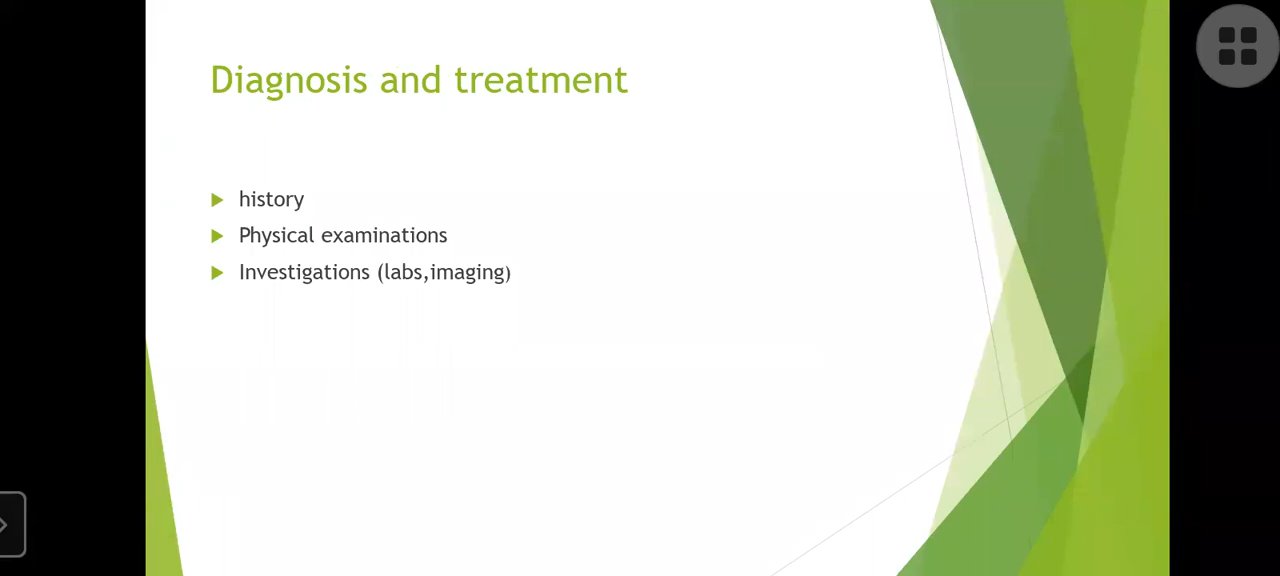 Diagnosis and treatment
history
Physical examinations
Investigations (labs,imaging)